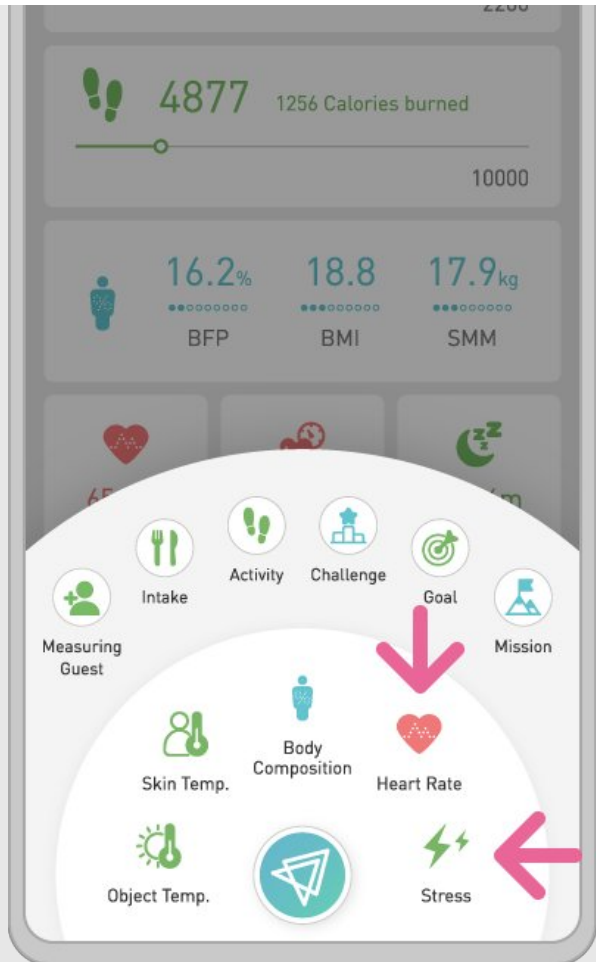 4877 1256 Calories burned
10000
16.2% 18.8 17.9kg
BFP BMI SMM
Activity Challenge
Intake Goal
Measuring Guest Mission
Body Composition
Skin Temp. Heart Rate
Object Temp. Stress